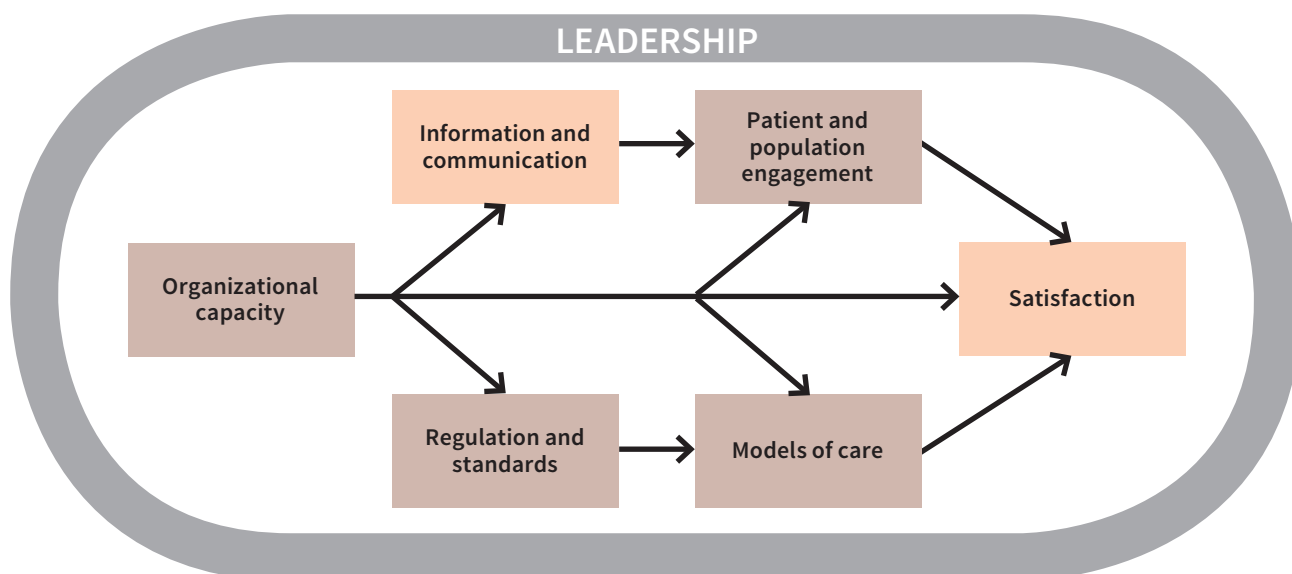 LEADERSHIP
Information and
communication
Patient and
population
engagement
Organizational
capacity
Satisfaction
Regulation and
standards
Models of care